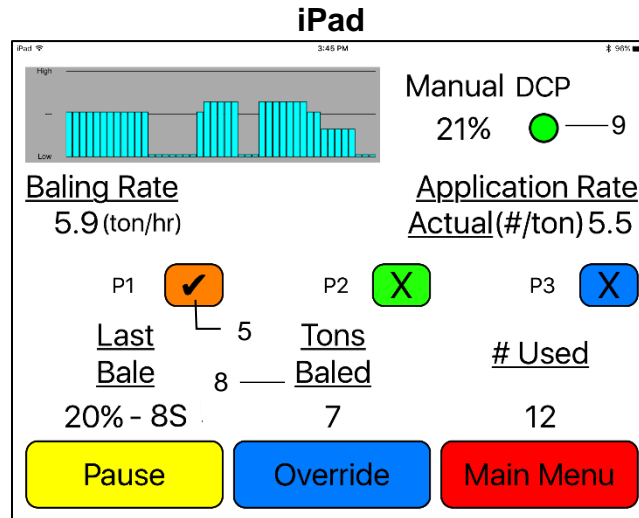 iPad
iPad 3:45 PM 96%
High
Low
Manual DCP
21% 9
Baling Rate
5.9 (ton/hr)
Application Rate
Actual(#/ton) 5.5
P1 ✔ P2 X P3 X
5
Last Bale
8
Tons Baled
# Used
20% - 8S 7 12
Pause Override Main Menu